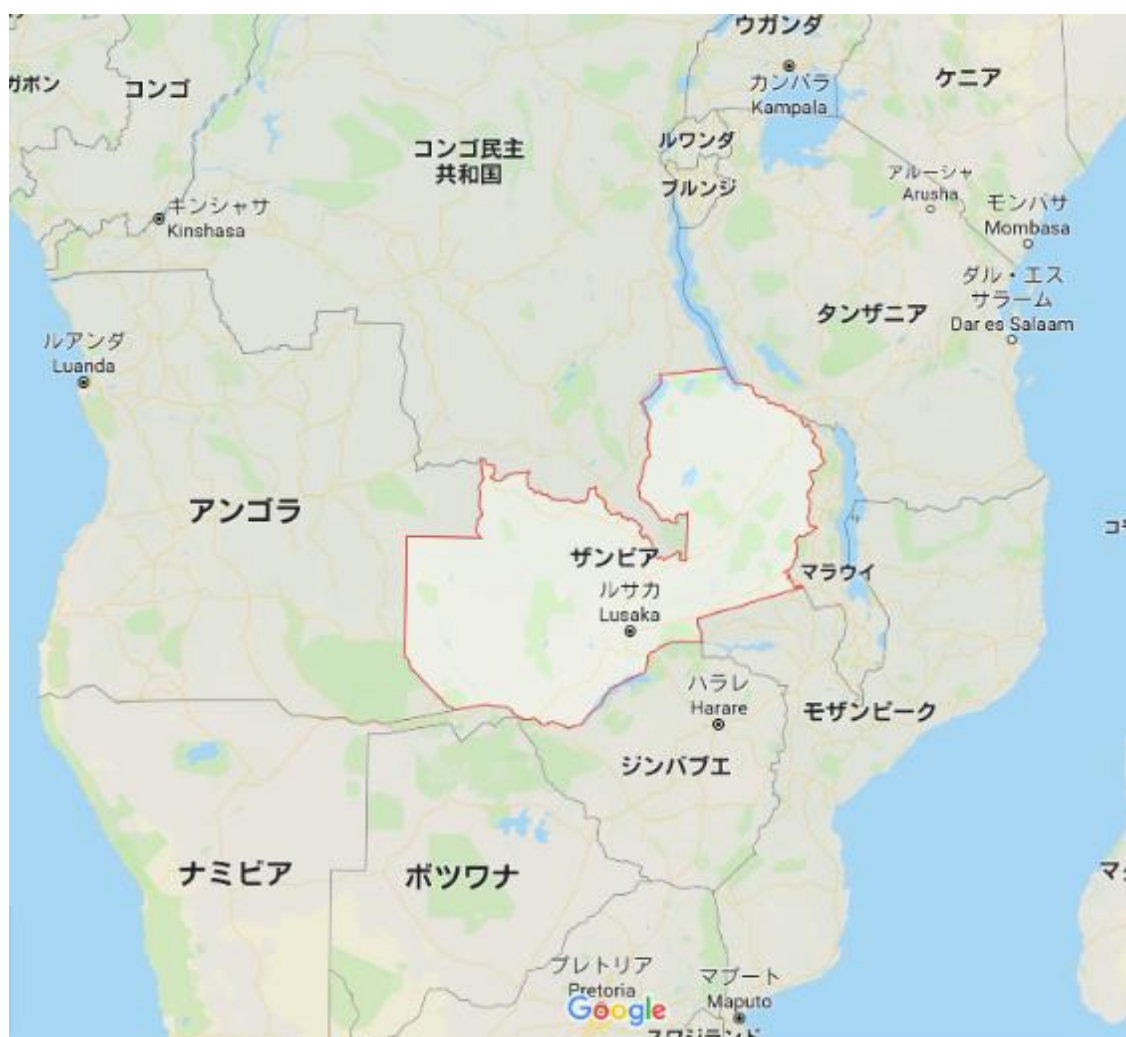 ウガンダ
カンパラ
Kampala
ケニア
ガボン
コンゴ
ルワンダ
コンゴ民主
共和国
ブルンジ
アルーシャ
Arusha
モンバサ
Mombasa
キンシャサ
Kinshasa
ダル・エス
サラーム
Dar es Salaam
タンザニア
ルアンダ
Luanda
アンゴラ
ザンビア
マラウイ
ルサカ
Lusaka
ハラレ
Harare
モザンビーク
ジンバブエ
ナミビア
ボツワナ
プレトリア
Pretoria
マプート
Maputo
Google
スワジランド